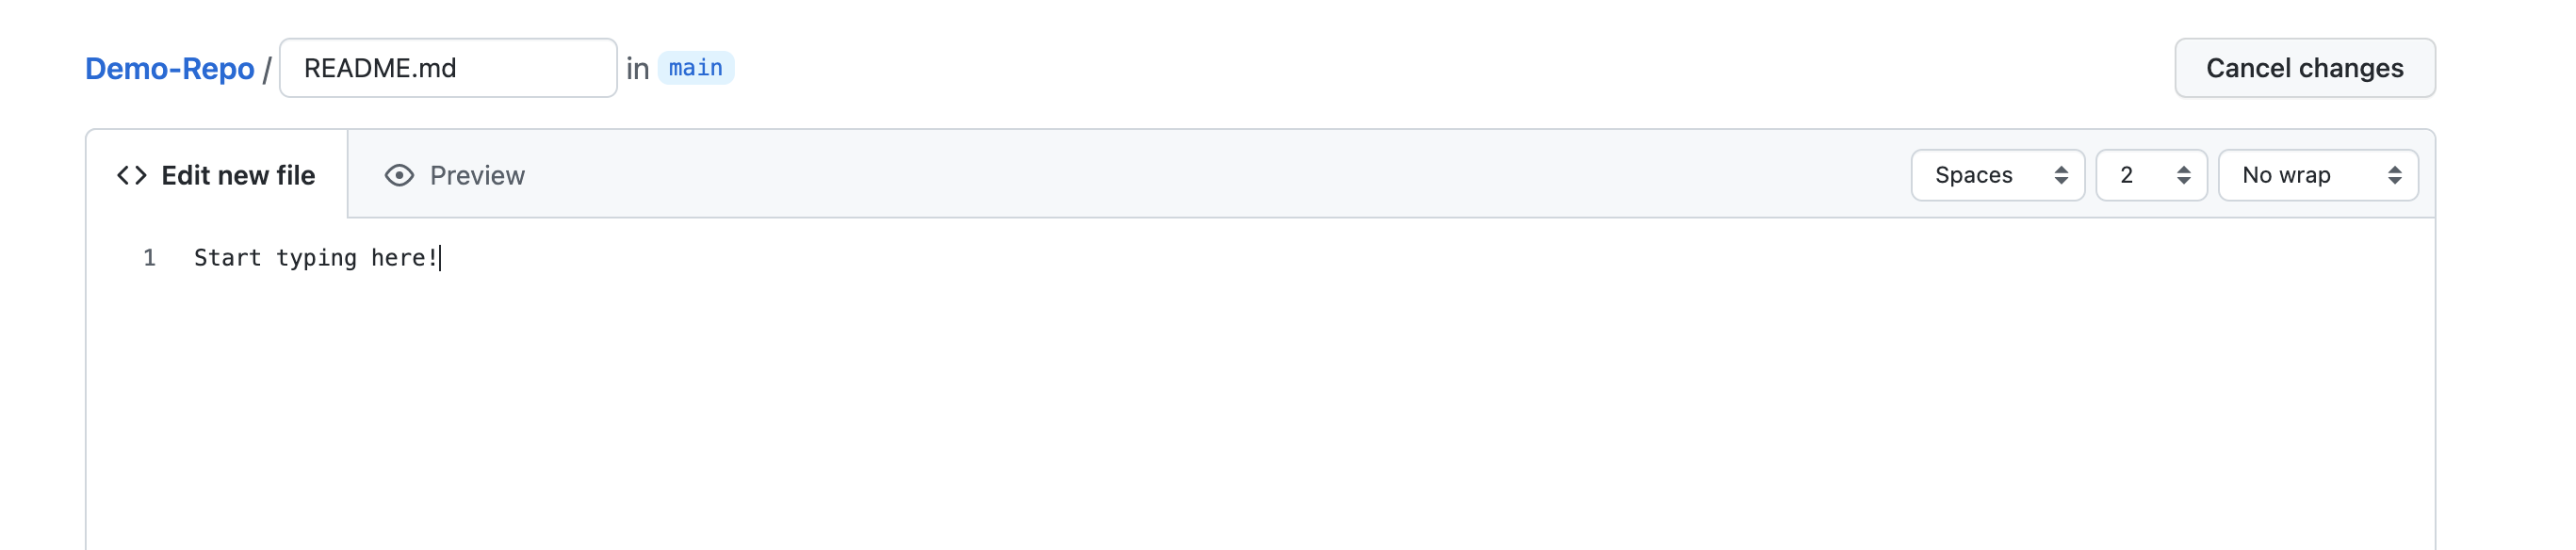 Demo-Repo / README.md in main Cancel changes
<> Edit new file Preview Spaces 2 No wrap
1 Start typing here!